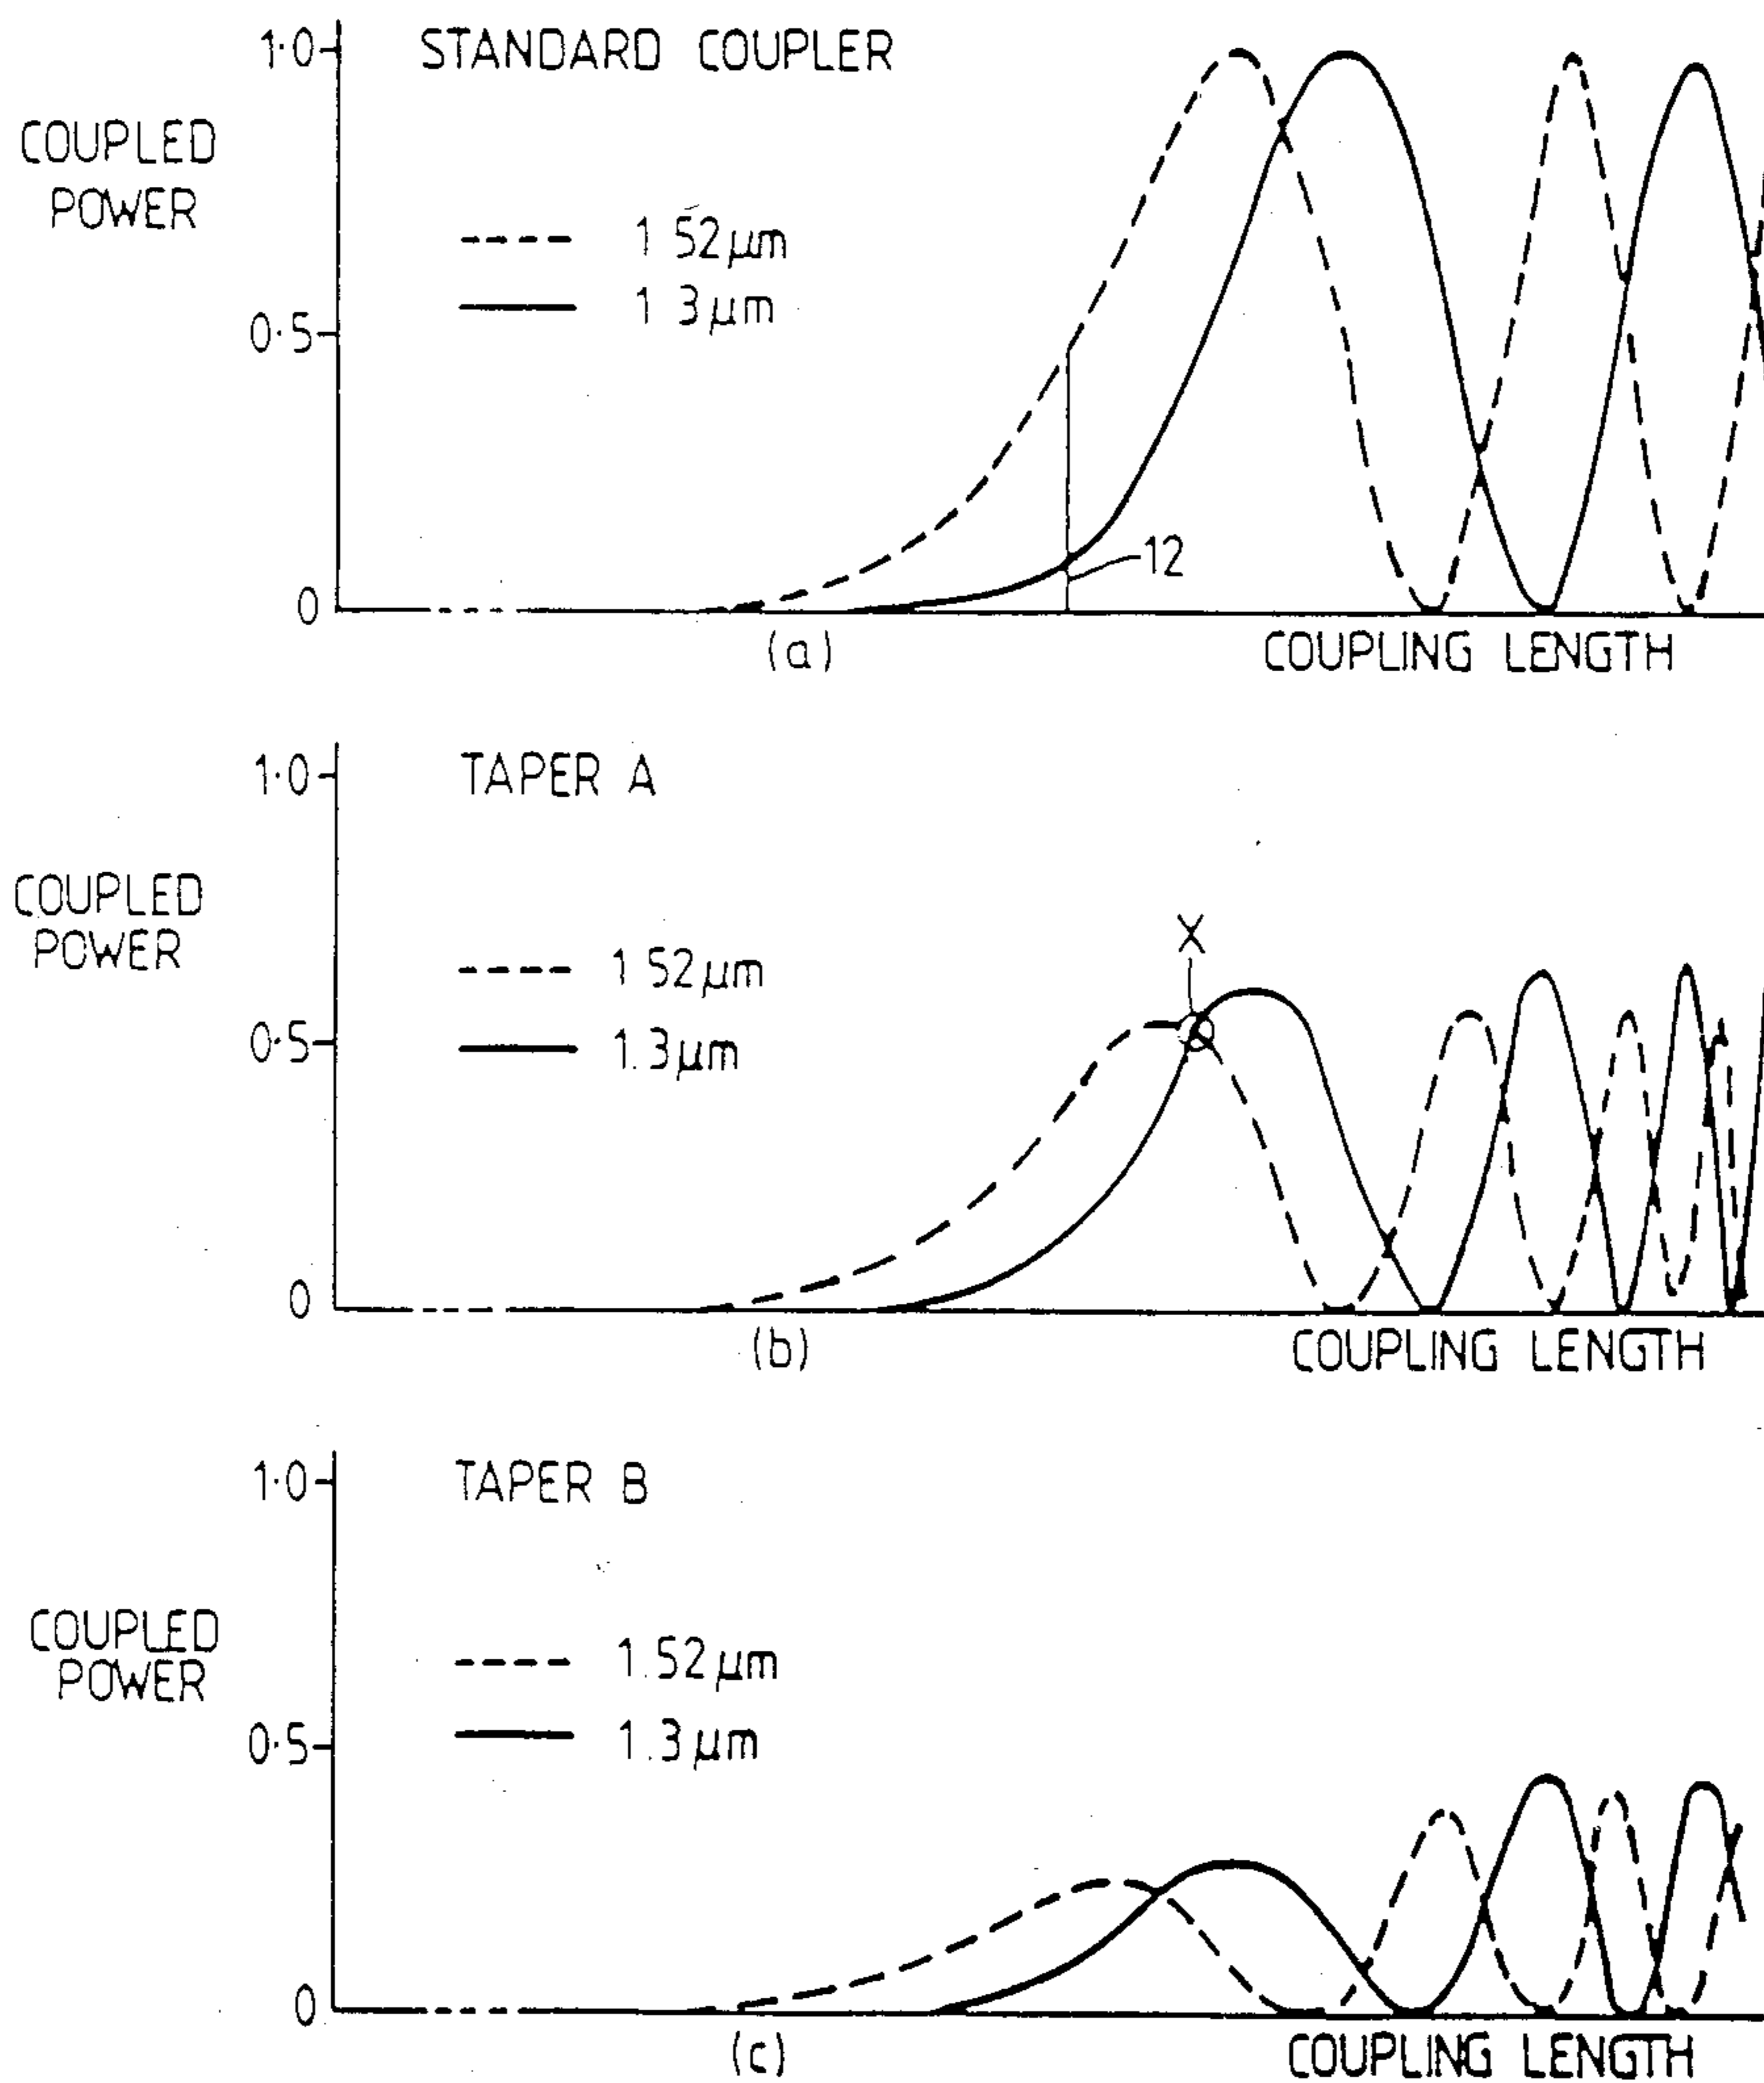 1·0
STANDARD COUPLER
COUPLED
POWER
1 52μm
1 3μm
0·5
12
0
(a)
COUPLING LENGTH
1·0
TAPER A
COUPLED
POWER
X
1 52μm
0·5
1.3μm
0
(b)
COUPLING LENGTH
1·0
TAPER B
COUPLED
POWER
1.52μm
0·5
1.3μm
0
(c)
COUPLING LENGTH